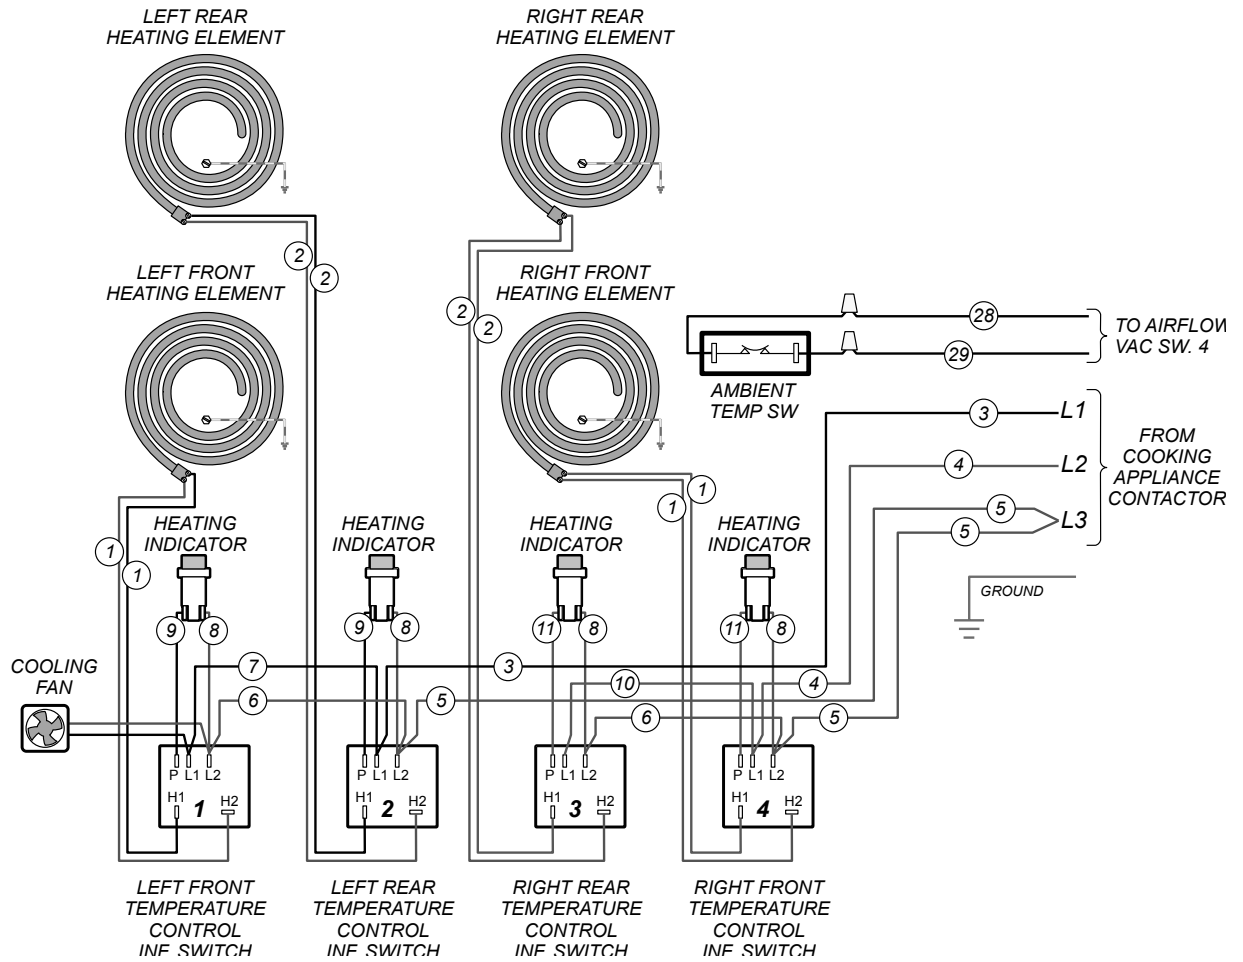 LEFT REAR
HEATING ELEMENT
RIGHT REAR
HEATING ELEMENT
2
2
2
2
LEFT FRONT
HEATING ELEMENT
RIGHT FRONT
HEATING ELEMENT
28
29
TO AIRFLOW
VAC SW. 4
AMBIENT
TEMP SW
3
L1
4
L2
5
5
L3
FROM
COOKING
APPLIANCE
CONTACTOR
GROUND
1
1
1
1
HEATING
INDICATOR
HEATING
INDICATOR
HEATING
INDICATOR
HEATING
INDICATOR
9
8
9
8
11
8
11
8
COOLING
FAN
7
3
10
4
6
5
6
5
P L1 L2
H1 1 H2
P L1 L2
H1 2 H2
P L1 L2
H1 3 H2
P L1 L2
H1 4 H2
LEFT FRONT
TEMPERATURE
CONTROL
INF. SWITCH
LEFT REAR
TEMPERATURE
CONTROL
INF. SWITCH
RIGHT REAR
TEMPERATURE
CONTROL
INF. SWITCH
RIGHT FRONT
TEMPERATURE
CONTROL
INF. SWITCH